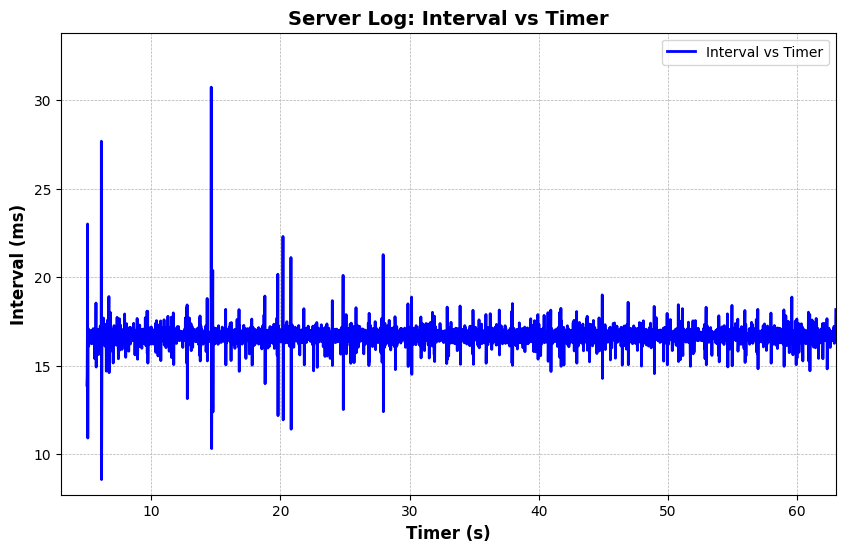 Server Log: Interval vs Timer
Interval vs Timer
Interval (ms)
30
25
20
15
10
10 20 30 40 50 60
Timer (s)